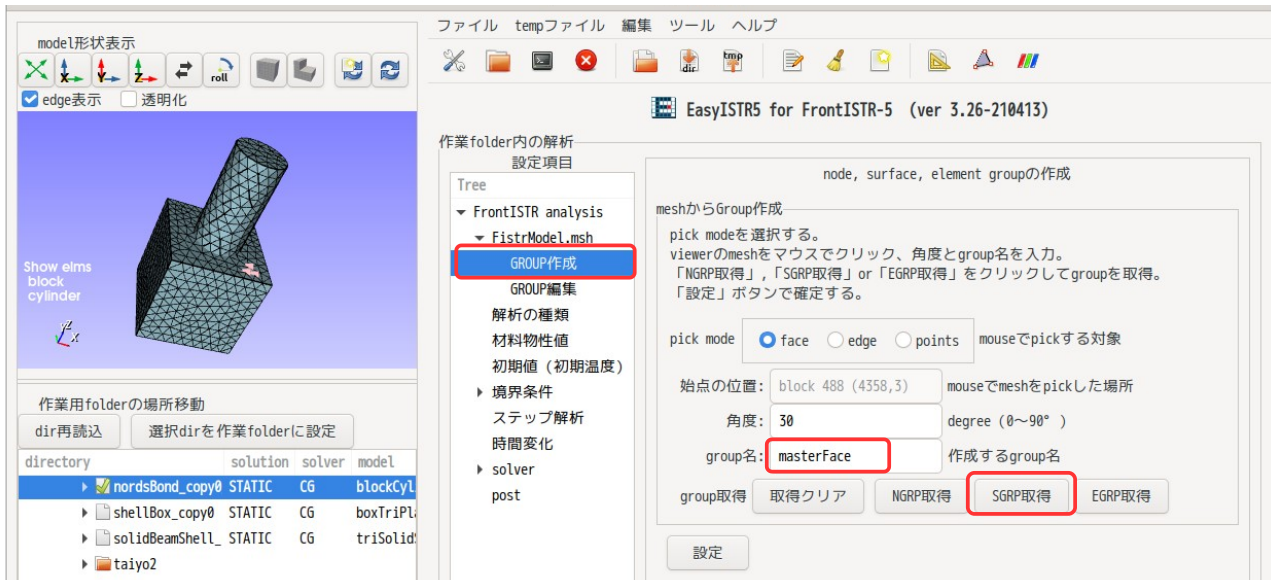 model形状表示
roll
edge表示 透明化
Show elms
block
cylinder
作業用folderの場所移動
dir再読込 選択dirを作業folderに設定
directory solution solver model
nordsBond_copy0 STATIC CG blockCyl
shellBox_copy0 STATIC CG boxTriPl
solidBeamShell_ STATIC CG triSolid
taiyo2
ファイル tempファイル 編集 ツール ヘルプ
dir tmp
EasyISTR5 for FrontISTR-5 (ver 3.26-210413)
作業folder内の解析
設定項目
Tree
FrontISTR analysis
FistrModel.msh
GROUP作成
GROUP編集
解析の種類
材料物性値
初期値(初期温度)
境界条件
ステップ解析
時間変化
solver
post
node, surface, element groupの作成
meshからGroup作成
pick modeを選択する。
viewerのmeshをマウスでクリック、角度とgroup名を入力。
「NGRP取得」,「SGRP取得」or「EGRP取得」をクリックしてgroupを取得。
「設定」ボタンで確定する。
pick mode face edge points mouseでpickする対象
始点の位置: block 488 (4358,3) mouseでmeshをpickした場所
角度: 30 degree (0～90° )
group名: masterFace 作成するgroup名
group取得 取得クリア NGRP取得 SGRP取得 EGRP取得
設定